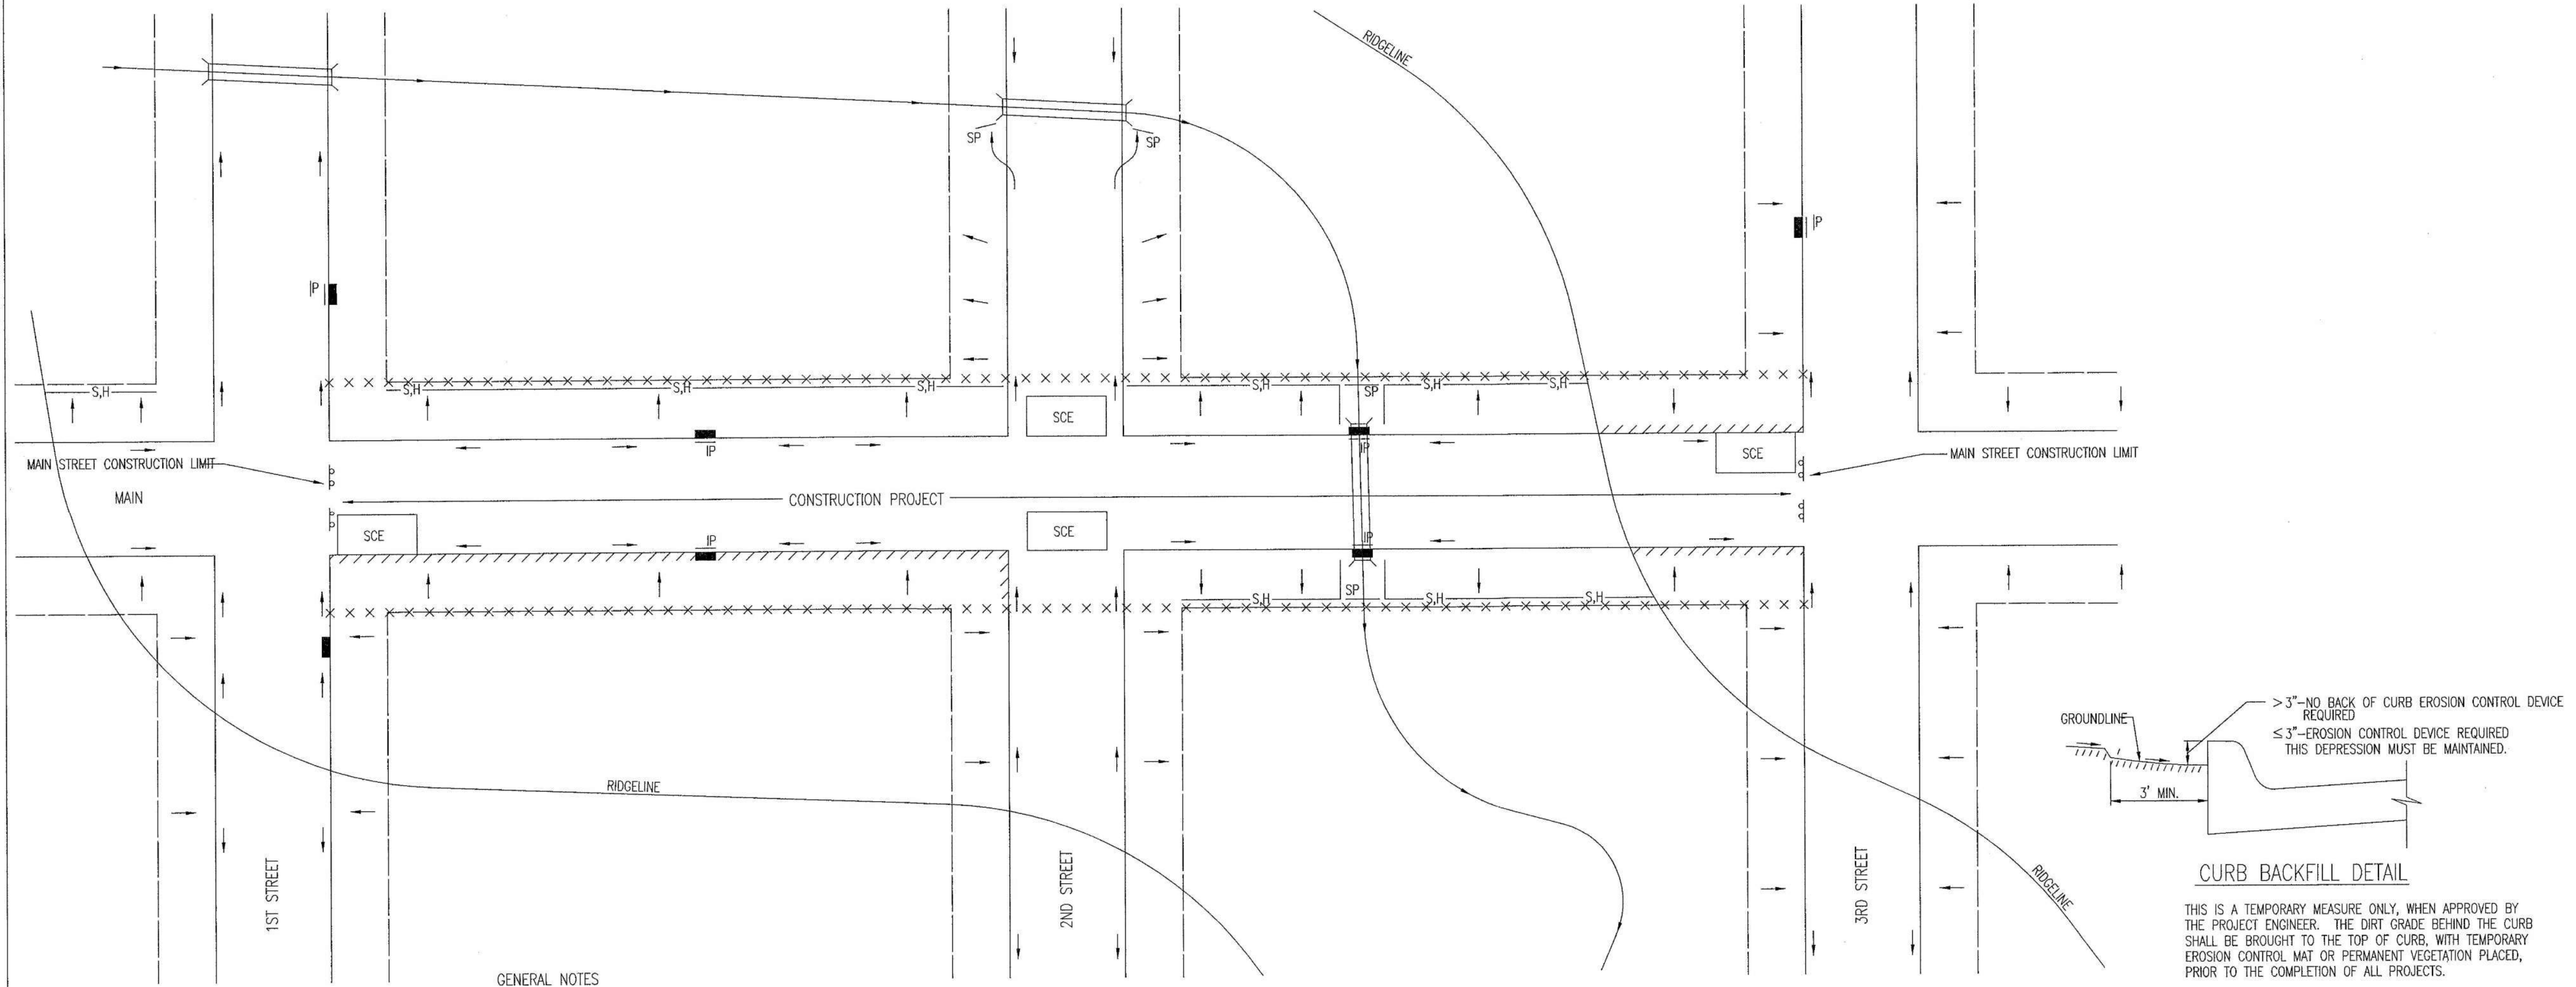 RIDGELINE
SP
SP
IP
IP
S,H
S,H
S,H
S,H
S,H
SP
S,H
S,H
SCE
IP
IP
SCE
MAIN STREET CONSTRUCTION LIMIT
MAIN STREET CONSTRUCTION LIMIT
MAIN
CONSTRUCTION PROJECT
SCE
SCE
IP
IP
SP
S,H
S,H
S,H
RIDGELINE
1ST STREET
2ND STREET
3RD STREET
RIDGELINE
GROUNDLINE
>3"-NO BACK OF CURB EROSION CONTROL DEVICE
REQUIRED
≤3"-EROSION CONTROL DEVICE REQUIRED
THIS DEPRESSION MUST BE MAINTAINED.
3' MIN.
CURB BACKFILL DETAIL
THIS IS A TEMPORARY MEASURE ONLY, WHEN APPROVED BY
THE PROJECT ENGINEER. THE DIRT GRADE BEHIND THE CURB
SHALL BE BROUGHT TO THE TOP OF CURB, WITH TEMPORARY
EROSION CONTROL MAT OR PERMANENT VEGETATION PLACED,
PRIOR TO THE COMPLETION OF ALL PROJECTS.
GENERAL NOTES